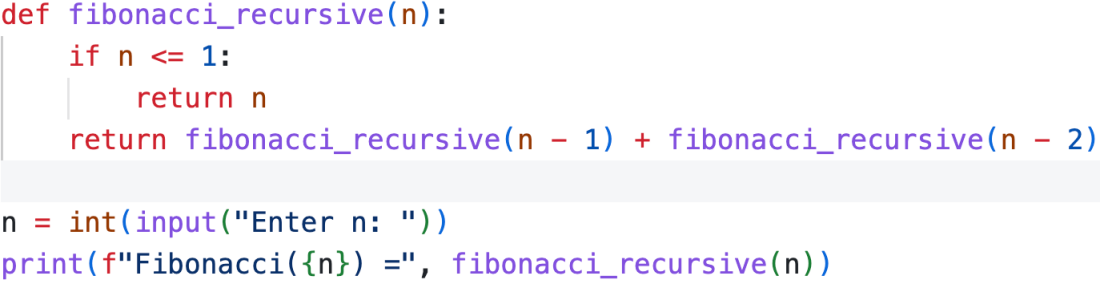 def fibonacci_recursive(n):
    if n <= 1:
        return n
    return fibonacci_recursive(n - 1) + fibonacci_recursive(n - 2)

n = int(input("Enter n: "))
print(f"Fibonacci({n}) =", fibonacci_recursive(n))